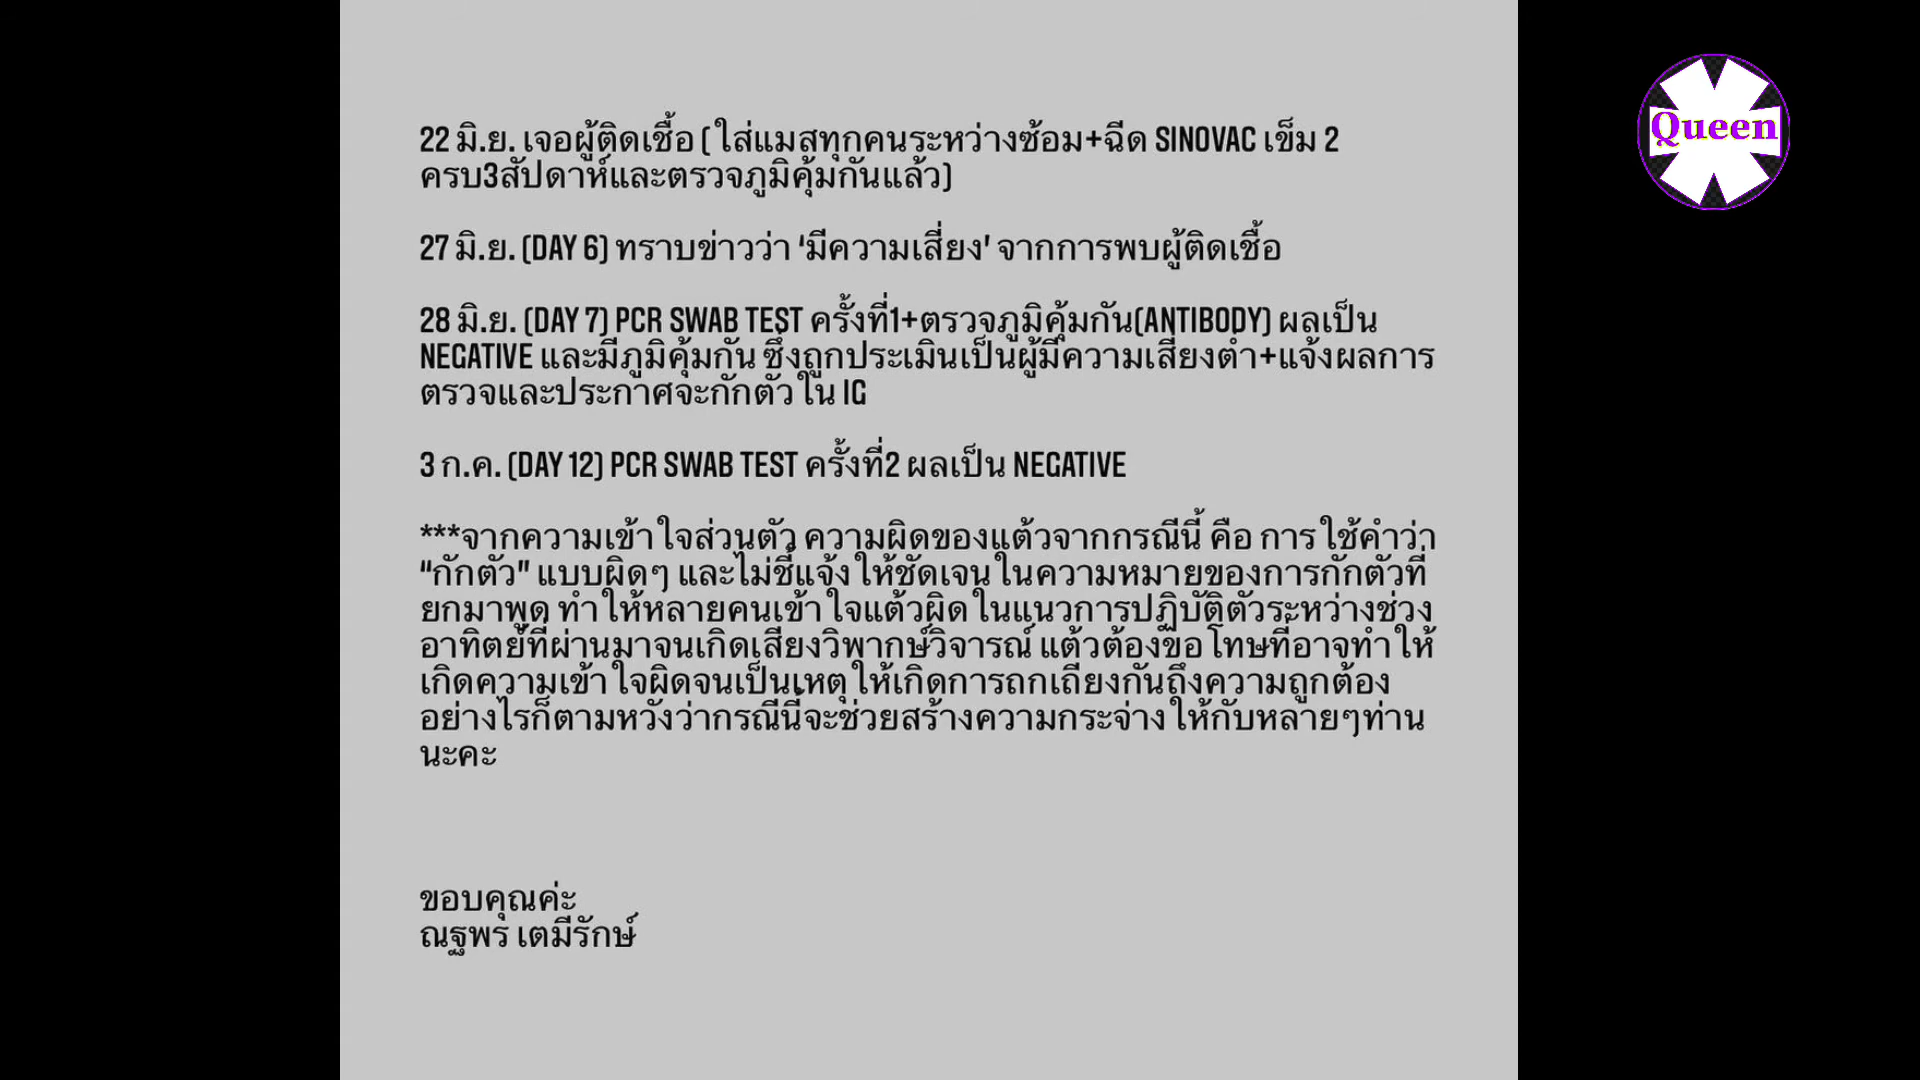 22 มิ.ย. เจอผู้ติดเชื้อ ( ใส่แมสทุกคนระหว่างซ้อม+ฉีด SINOVAC เข็ม 2
ครบ3สัปดาห์และตรวจภูมิคุ้มกันแล้ว)
27 มิ.ย. (DAY 6) ทราบข่าวว่า ‘มีความเสี่ยง’ จากการพบผู้ติดเชื้อ
28 มิ.ย. (DAY 7) PCR SWAB TEST ครั้งที่1+ตรวจภูมิคุ้มกัน(ANTIBODY) ผลเป็น
NEGATIVE และมีภูมิคุ้มกัน ซึ่งถูกประเมินเป็นผู้มีความเสี่ยงต่ำ+แจ้งผลการ
ตรวจและประกาศจะกักตัว ใน IG
3 ก.ค. (DAY 12) PCR SWAB TEST ครั้งที่2 ผลเป็น NEGATIVE
***จากความเข้าใจส่วนตัว ความผิดของแต้วจากกรณีนี้ คือ การใช้คำว่า
“กักตัว” แบบผิดๆ และไม่ชี้แจ้งให้ชัดเจนในความหมายของการกักตัวที่
ยกมาพูด ทำให้หลายคนเข้าใจแต้วผิดในแนวการปฏิบัติตัวระหว่างช่วง
อาทิตย์ที่ผ่านมาจนเกิดเสียงวิพากษ์วิจารณ์ แต้วต้องขอโทษที่อาจทำให้
เกิดความเข้าใจผิดจนเป็นเหตุให้เกิดการถกเถียงกันถึงความถูกต้อง
อย่างไรก็ตามหวังว่ากรณีนี้จะช่วยสร้างความกระจ่างให้กับหลายๆท่าน
นะคะ
ขอบคุณค่ะ
ณฐพร เตมีรักษ์
Queen